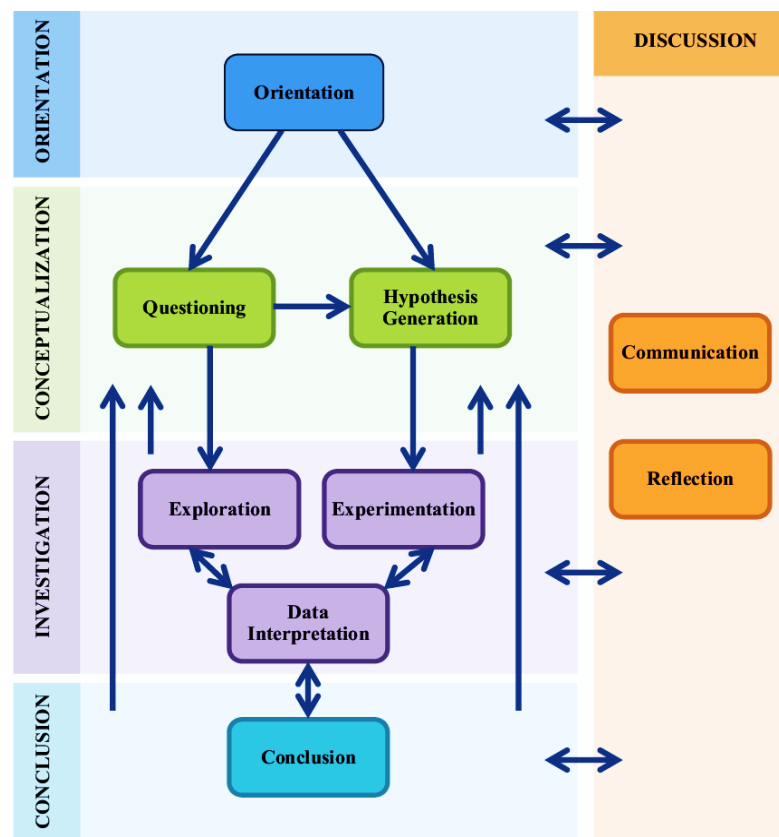 ORIENTATION
Orientation
CONCEPTUALIZATION
Questioning
Hypothesis
Generation
INVESTIGATION
Exploration
Experimentation
Data
Interpretation
CONCLUSION
Conclusion
DISCUSSION
Communication
Reflection